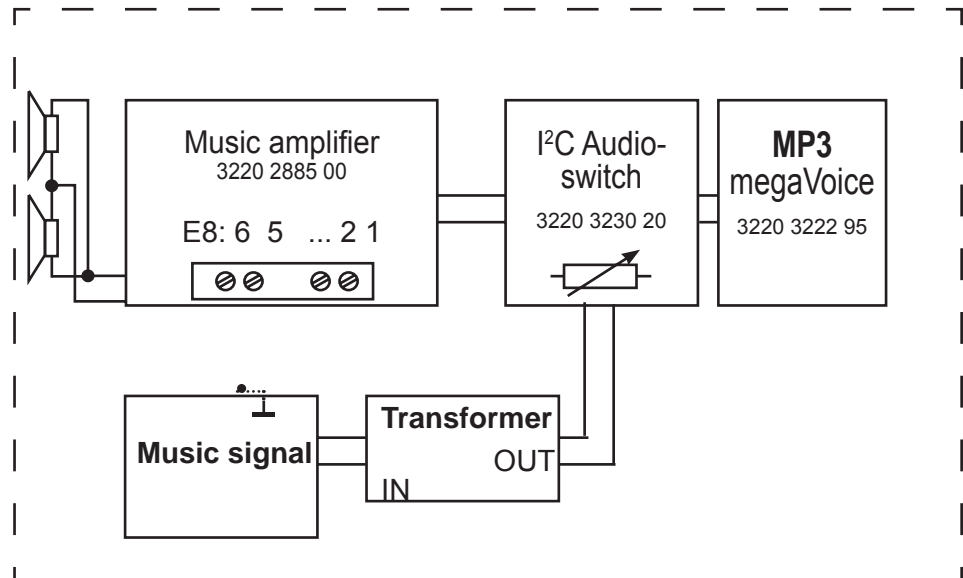 Music amplifier
3220 2885 00
E8: 6 5 ... 2 1
I²C Audio-
switch
3220 3230 20
MP3
megaVoice
3220 3222 95
Music signal
Transformer
OUT
IN